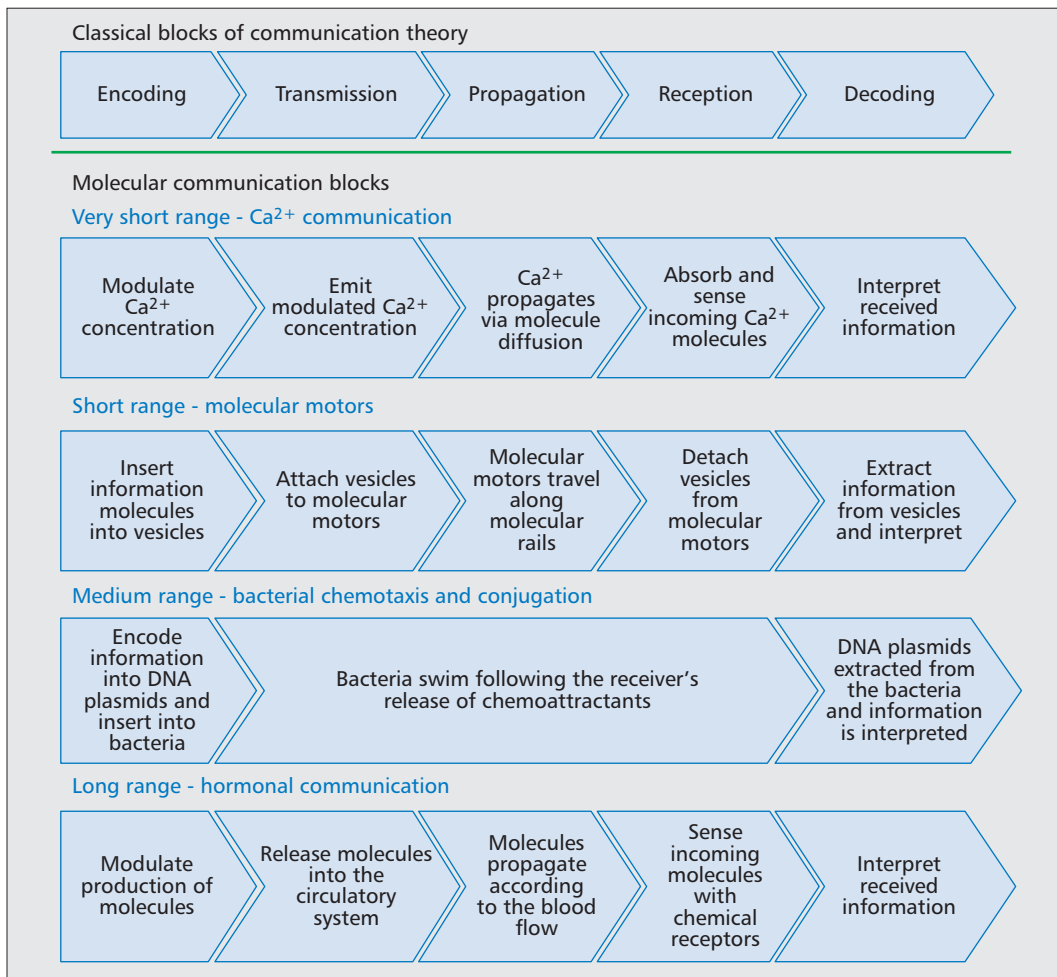 Classical blocks of communication theory
Encoding
Transmission
Propagation
Reception
Decoding
Molecular communication blocks
Very short range - Ca²⁺ communication
Modulate
Ca²⁺
concentration
Emit
modulated Ca²⁺
concentration
Ca²⁺
propagates
via molecule
diffusion
Absorb and
sense
incoming Ca²⁺
molecules
Interpret
received
information
Short range - molecular motors
Insert
information
molecules
into vesicles
Attach vesicles
to molecular
motors
Molecular
motors travel
along
molecular
rails
Detach
vesicles
from
molecular
motors
Extract
information
from vesicles
and interpret
Medium range - bacterial chemotaxis and conjugation
Encode
information
into DNA
plasmids and
insert into
bacteria
Bacteria swim following the receiver's
release of chemoattractants
DNA plasmids
extracted from
the bacteria
and information
is interpreted
Long range - hormonal communication
Modulate
production of
molecules
Release molecules
into the
circulatory
system
Molecules
propagate
according
to the blood
flow
Sense
incoming
molecules
with
chemical
receptors
Interpret
received
information